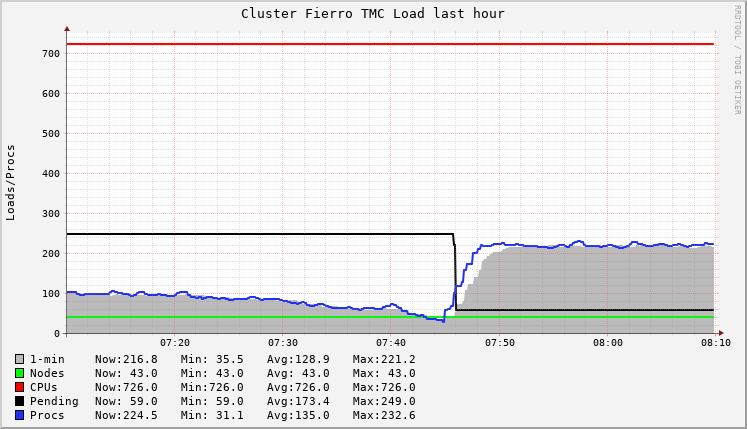 Cluster Fierro TMC Load last hour
RRDTOOL / TOBI OETIKER
Loads/Procs
700
600
500
400
300
200
100
0
07:20 07:30 07:40 07:50 08:00 08:10
1-min Now:216.8 Min: 35.5 Avg:128.9 Max:221.2
Nodes Now: 43.0 Min: 43.0 Avg: 43.0 Max: 43.0
CPUs Now:726.0 Min:726.0 Avg:726.0 Max:726.0
Pending Now: 59.0 Min: 59.0 Avg:173.4 Max:249.0
Procs Now:224.5 Min: 31.1 Avg:135.0 Max:232.6